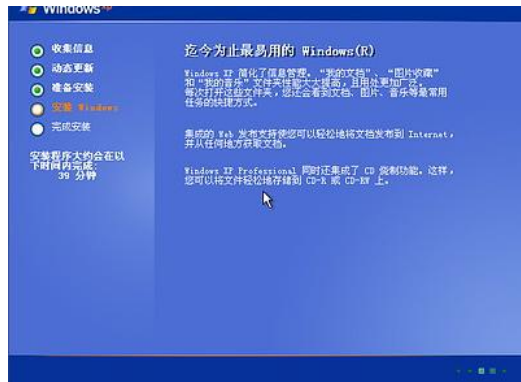 Windows xp
收集信息
动态更新
准备安装
安装 Windows
完成安装
安装程序大约会在以
下时间内完成:
39 分钟
迄今为止最易用的 Windows(R)
Windows XP 简化了信息管理。“我的文档”、“图片收藏”
和“我的音乐”文件夹性能大大提高，且用处更加广泛。
每次打开这些文件夹，您还会看到文档、图片、音乐等最常用
任务的快捷方式。
集成的 Web 发布支持使您可以轻松地将文档发布到 Internet，
并从任何地方获取文档。
Windows XP Professional 同时还集成了 CD 烧制功能。这样，
您可以将文件轻松地存储到 CD-R 或 CD-RW 上。